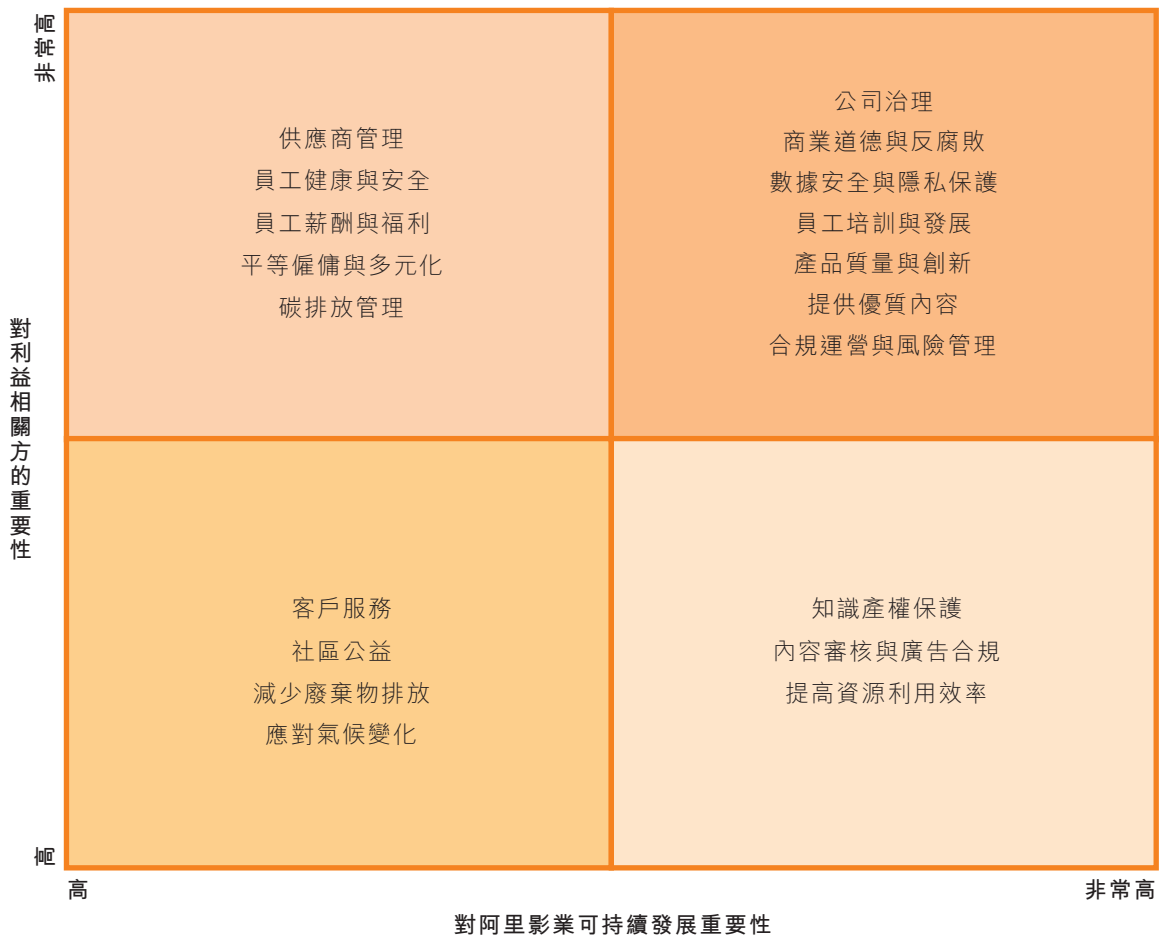 非常高
供應商管理
員工健康與安全
員工薪酬與福利
平等僱傭與多元化
碳排放管理
公司治理
商業道德與反腐敗
數據安全與隱私保護
員工培訓與發展
產品質量與創新
提供優質內容
合規運營與風險管理
對利益相關方的重要性
客戶服務
社區公益
減少廢棄物排放
應對氣候變化
知識產權保護
內容審核與廣告合規
提高資源利用效率
高
高
非常高
對阿里影業可持續發展重要性